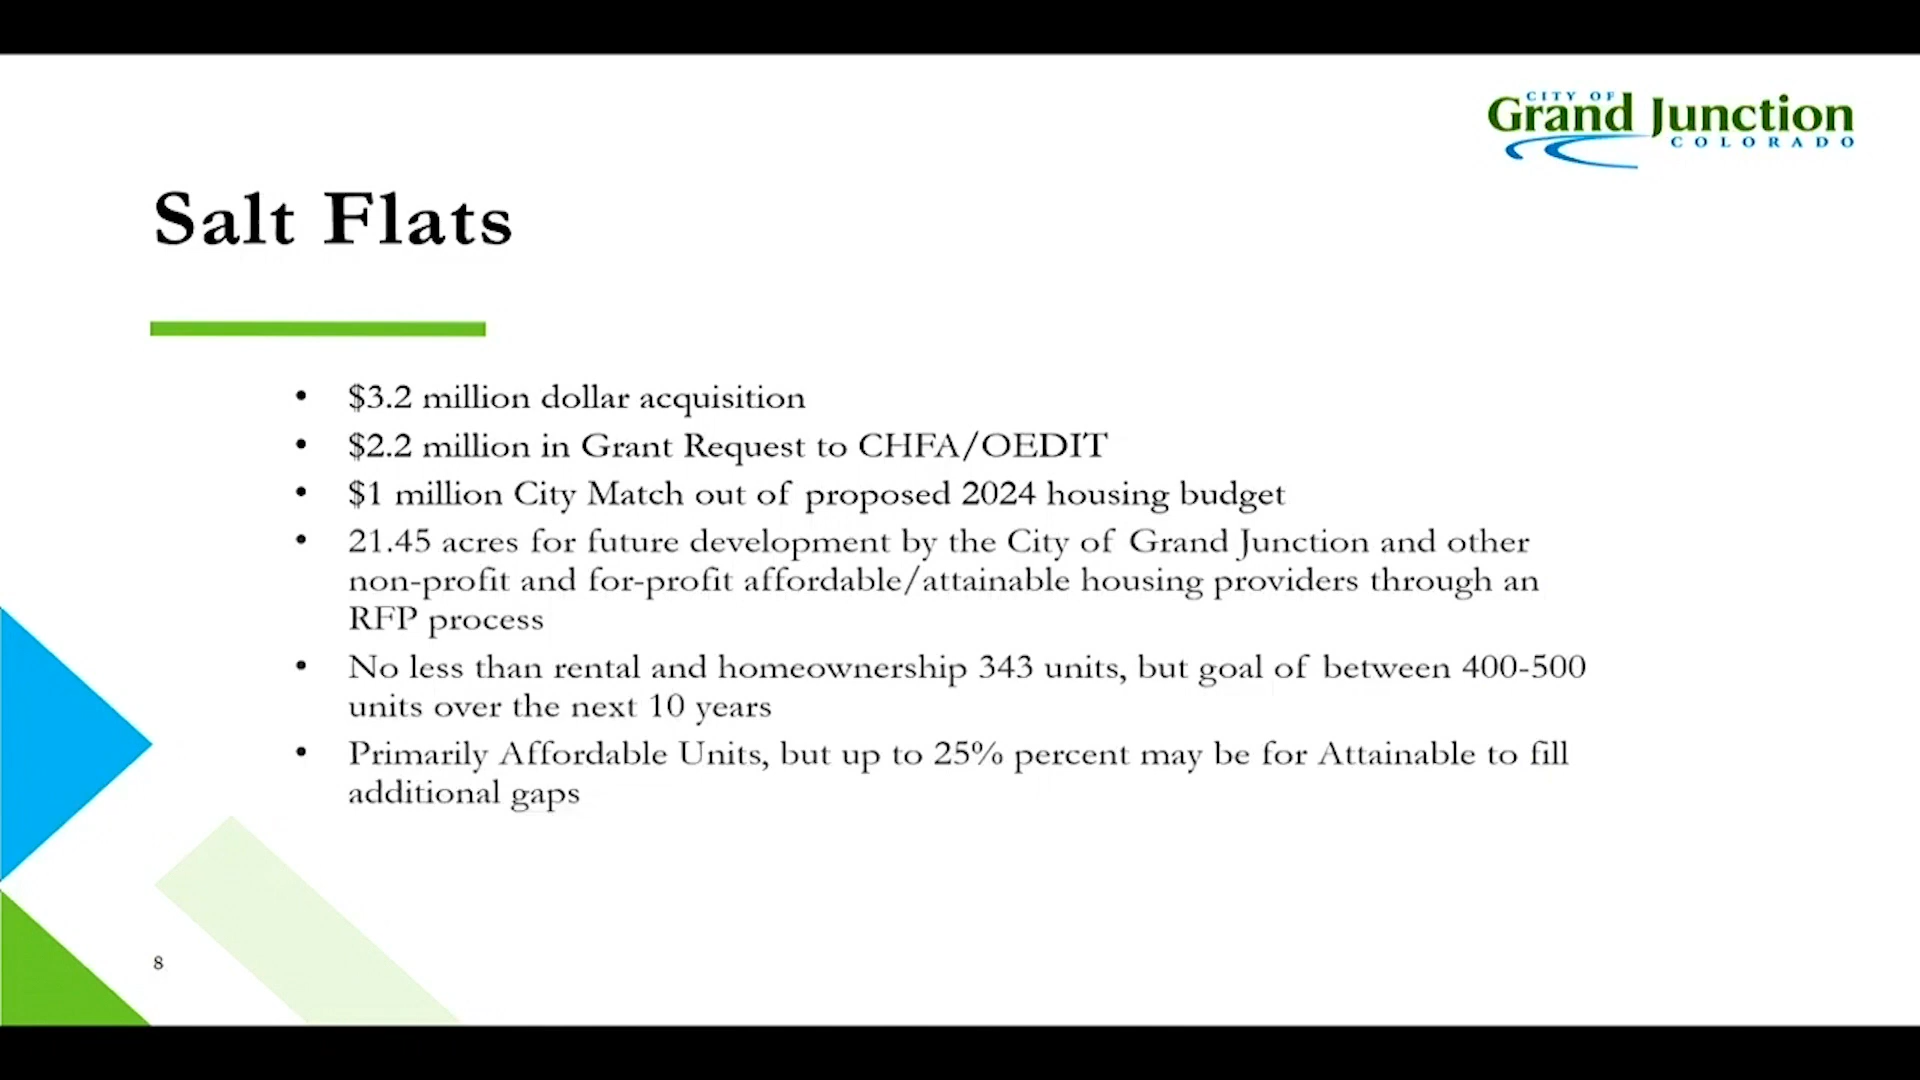 CITY OF
Grand Junction
COLORADO
Salt Flats
• $3.2 million dollar acquisition
• $2.2 million in Grant Request to CHFA/OEDIT
• $1 million City Match out of proposed 2024 housing budget
• 21.45 acres for future development by the City of Grand Junction and other
non-profit and for-profit affordable/attainable housing providers through an
RFP process
• No less than rental and homeownership 343 units, but goal of between 400-500
units over the next 10 years
• Primarily Affordable Units, but up to 25% percent may be for Attainable to fill
additional gaps
8